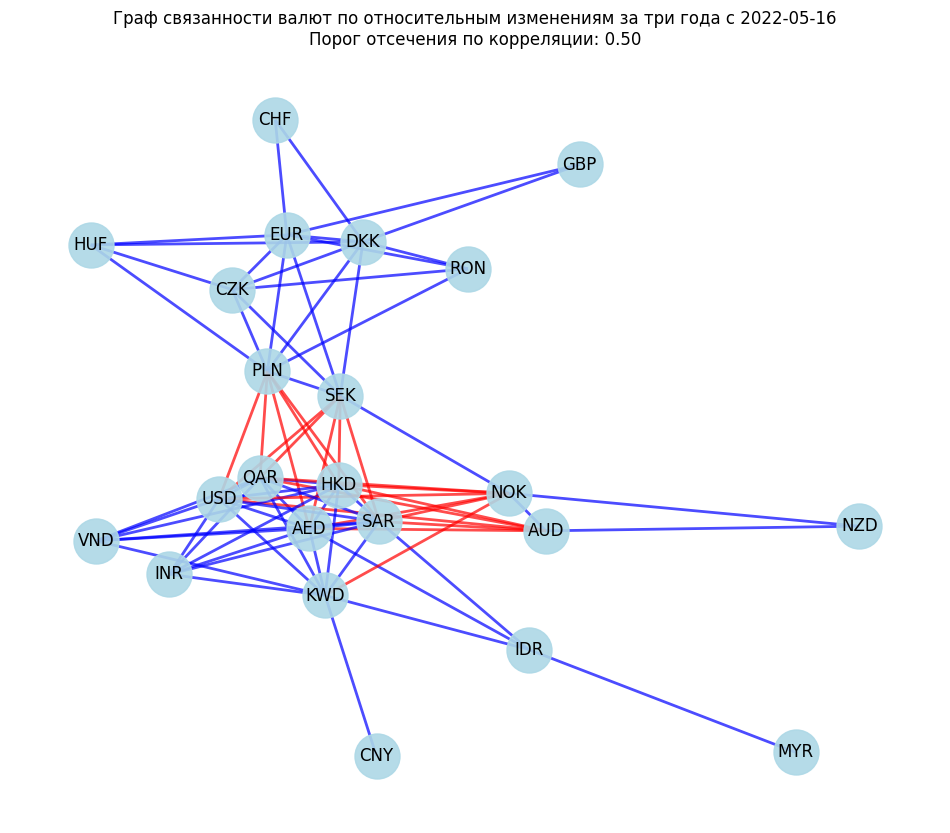 Граф связанности валют по относительным изменениям за три года с 2022-05-16
Порог отсечения по корреляции: 0.50
CHF
GBP
EUR
DKK
HUF
RON
CZK
PLN
SEK
QAR
HKD
USD
NOK
SAR
AED
AUD
NZD
VND
INR
KWD
IDR
MYR
CNY